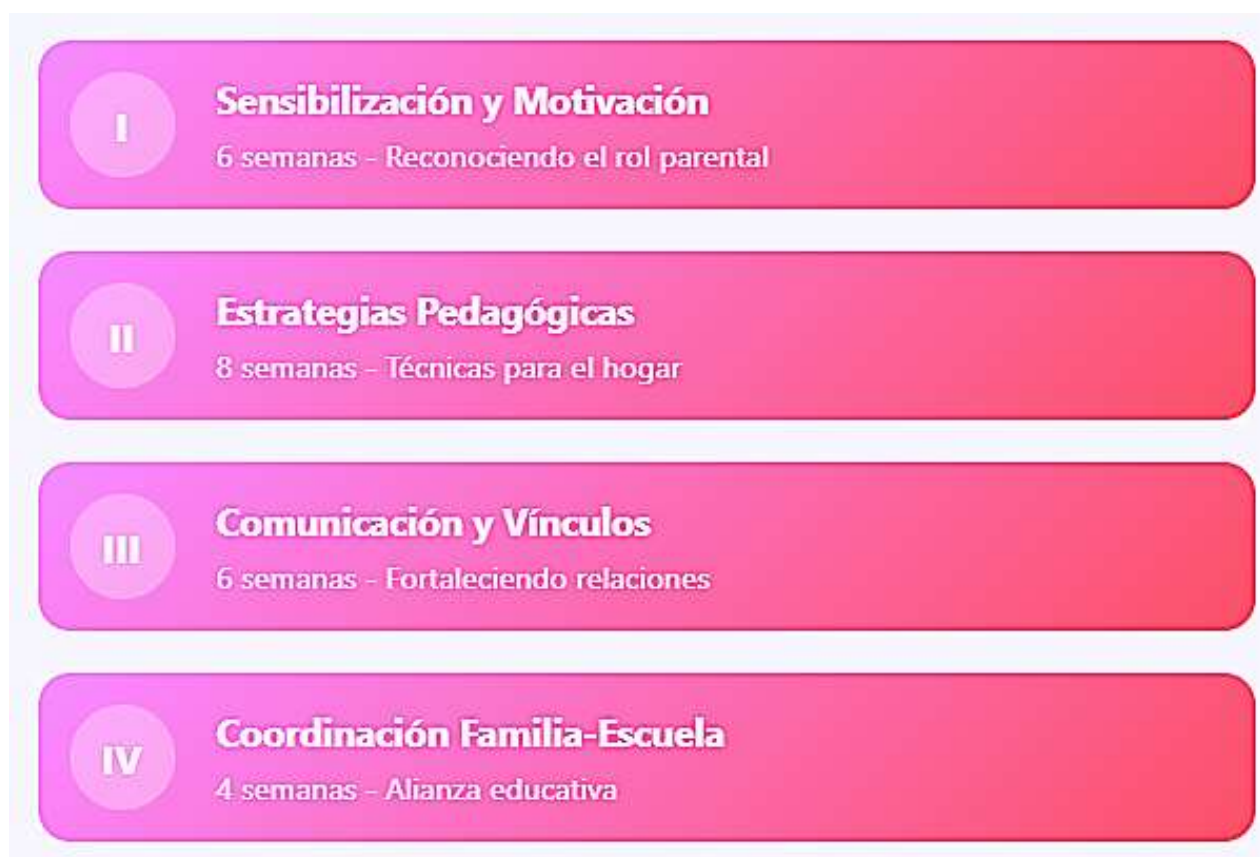 I
Sensibilización y Motivación
6 semanas - Reconociendo el rol parental
II
Estrategias Pedagógicas
8 semanas - Técnicas para el hogar
III
Comunicación y Vínculos
6 semanas - Fortaleciendo relaciones
IV
Coordinación Familia-Escuela
4 semanas - Alianza educativa